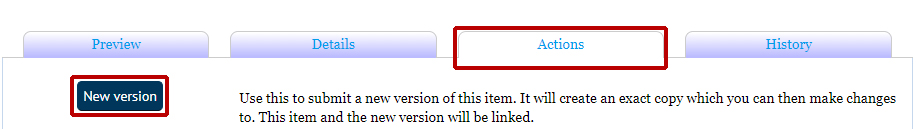 Preview Details Actions History
New version
Use this to submit a new version of this item. It will create an exact copy which you can then make changes
to. This item and the new version will be linked.